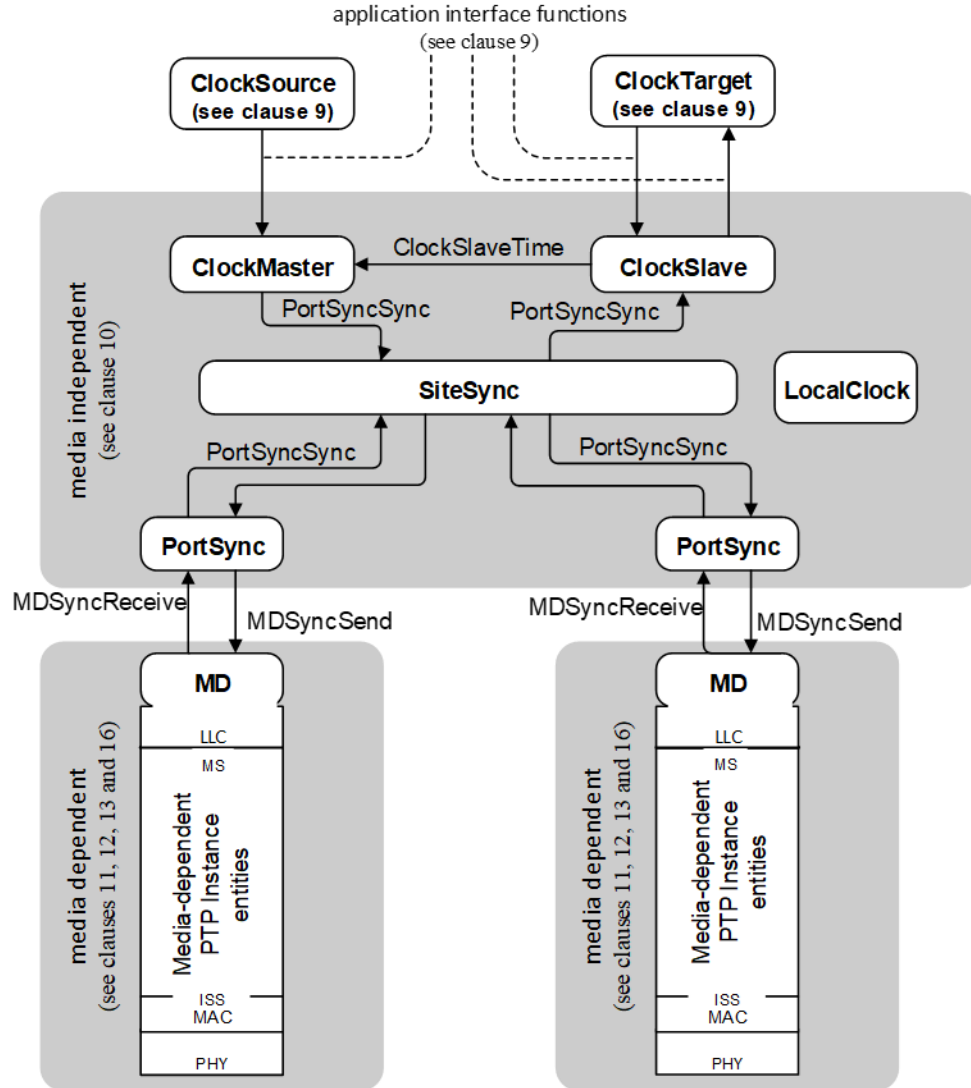 application interface functions
(see clause 9)
ClockSource
(see clause 9)
ClockTarget
(see clause 9)
ClockMaster
ClockSlaveTime
ClockSlave
PortSyncSync
PortSyncSync
media independent
(see clause 10)
SiteSync
LocalClock
PortSyncSync
PortSyncSync
PortSync
PortSync
MDSyncReceive
MDSyncSend
MDSyncReceive
MDSyncSend
media dependent
(see clauses 11, 12, 13 and 16)
MD
LLC
MS
Media-dependent
PTP Instance
entities
ISS
MAC
PHY
media dependent
(see clauses 11, 12, 13 and 16)
MD
LLC
MS
Media-dependent
PTP Instance
entities
ISS
MAC
PHY